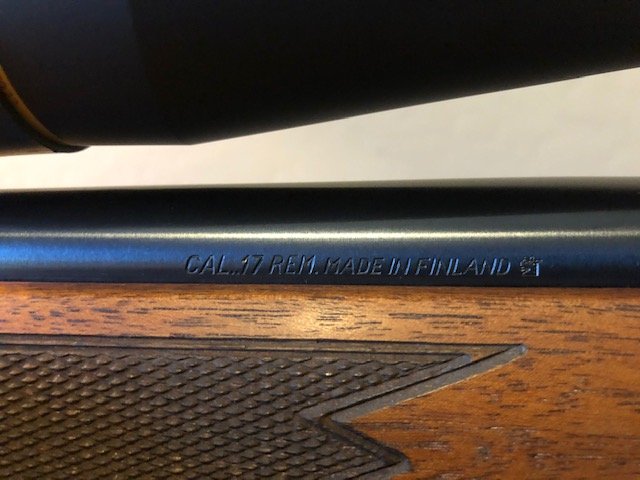 CAL. .17 REM. MADE IN FINLAND